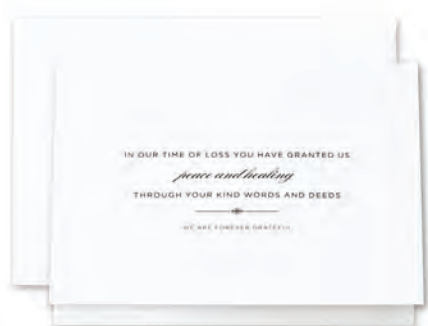 IN OUR TIME OF LOSS YOU HAVE GRANTED US
peace and healing
THROUGH YOUR KIND WORDS AND DEEDS
WE ARE FOREVER GRATEFUL